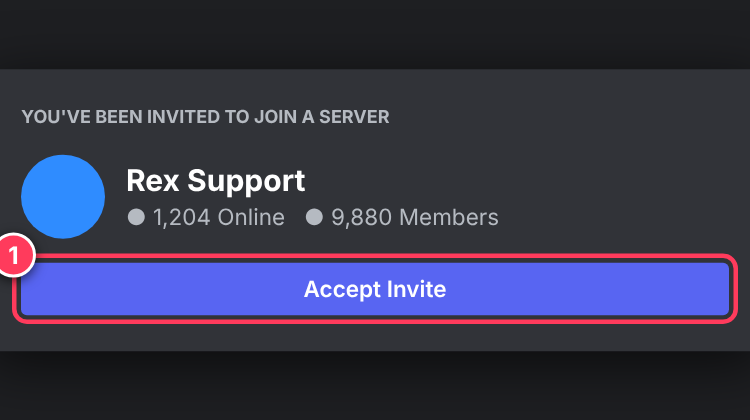 YOU'VE BEEN INVITED TO JOIN A SERVER
Rex Support
1,204 Online 9,880 Members
1
Accept Invite